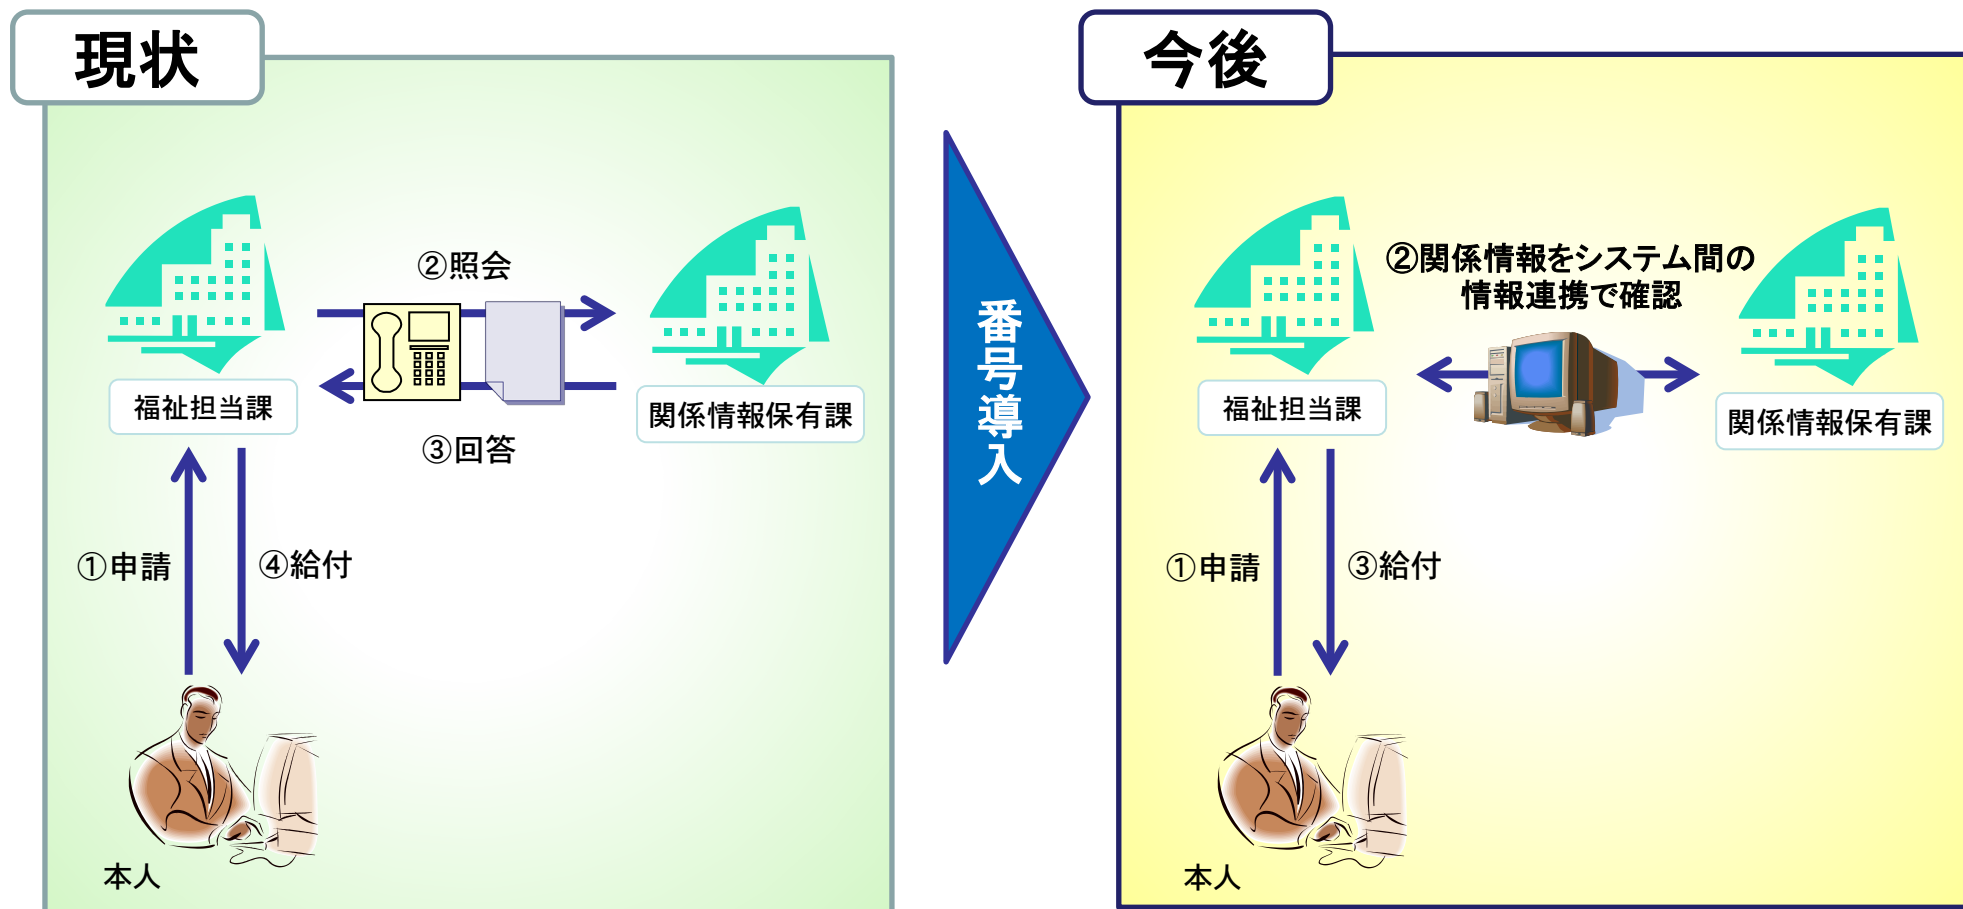 現状
②照会
福祉担当課
関係情報保有課
③回答
①申請
④給付
本人
番号導入
今後
②関係情報をシステム間の
情報連携で確認
福祉担当課
関係情報保有課
①申請
③給付
本人